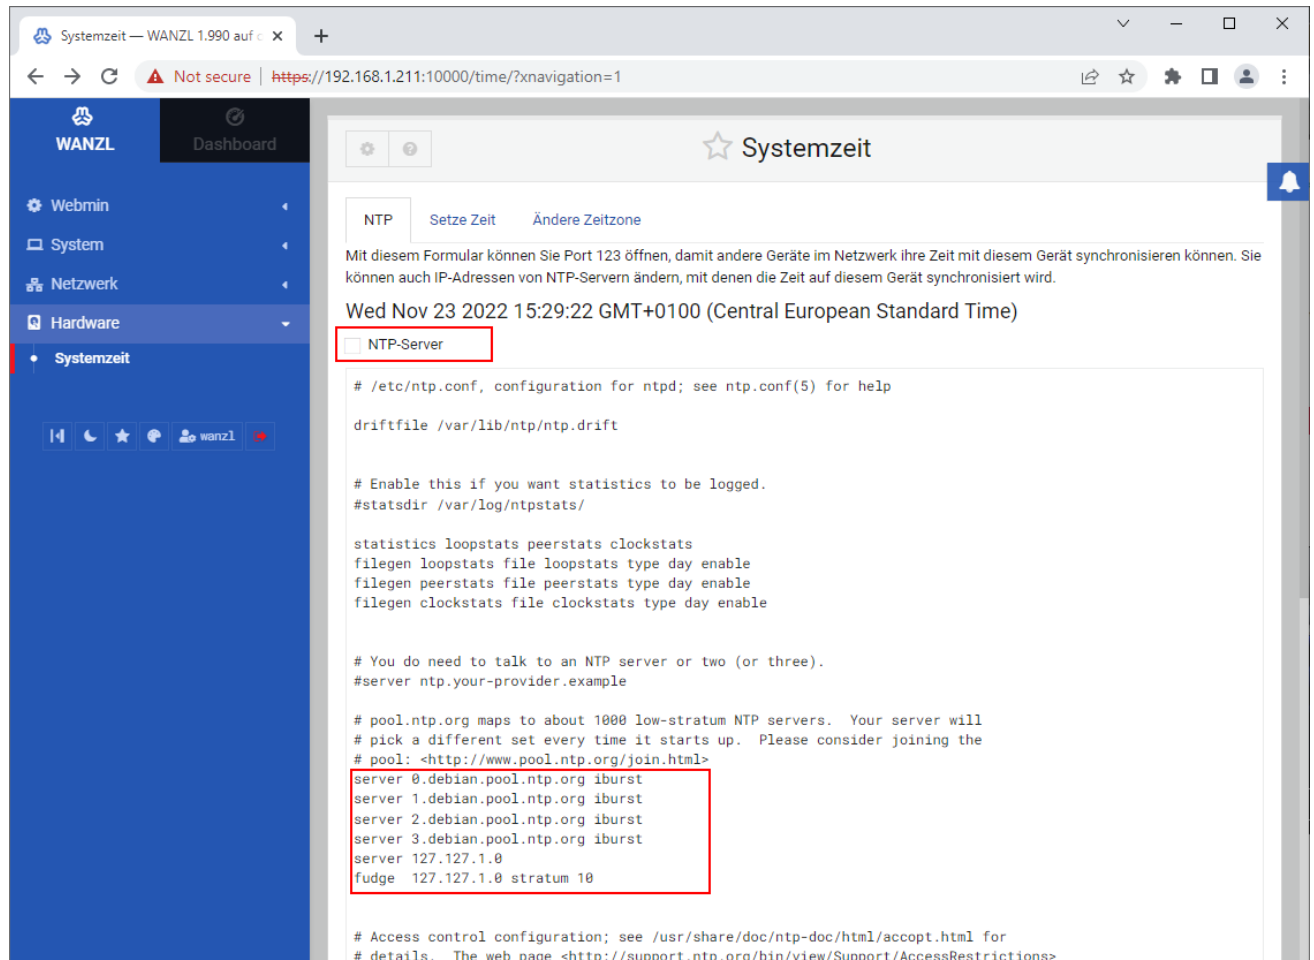 Systemzeit — WANZL 1.990 auf
Not secure
https://192.168.1.211:10000/time/?xnavigation=1
WANZL
Dashboard
Webmin
System
Netzwerk
Hardware
Systemzeit
wanzl
Systemzeit
NTP
Setze Zeit
Ändere Zeitzone
Mit diesem Formular können Sie Port 123 öffnen, damit andere Geräte im Netzwerk ihre Zeit mit diesem Gerät synchronisieren können. Sie
können auch IP-Adressen von NTP-Servern ändern, mit denen die Zeit auf diesem Gerät synchronisiert wird.
Wed Nov 23 2022 15:29:22 GMT+0100 (Central European Standard Time)
NTP-Server
# /etc/ntp.conf, configuration for ntpd; see ntp.conf(5) for help
driftfile /var/lib/ntp/ntp.drift
# Enable this if you want statistics to be logged.
#statsdir /var/log/ntpstats/
statistics loopstats peerstats clockstats
filegen loopstats file loopstats type day enable
filegen peerstats file peerstats type day enable
filegen clockstats file clockstats type day enable
# You do need to talk to an NTP server or two (or three).
#server ntp.your-provider.example
# pool.ntp.org maps to about 1000 low-stratum NTP servers.  Your server will
# pick a different set every time it starts up.  Please consider joining the
# pool: <http://www.pool.ntp.org/join.html>
server 0.debian.pool.ntp.org iburst
server 1.debian.pool.ntp.org iburst
server 2.debian.pool.ntp.org iburst
server 3.debian.pool.ntp.org iburst
server 127.127.1.0
fudge  127.127.1.0 stratum 10
# Access control configuration; see /usr/share/doc/ntp-doc/html/accopt.html for
# details.  The web page <http://support.ntp.org/bin/view/Support/AccessRestrictions>